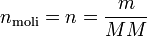 n_moli = n = m / MM